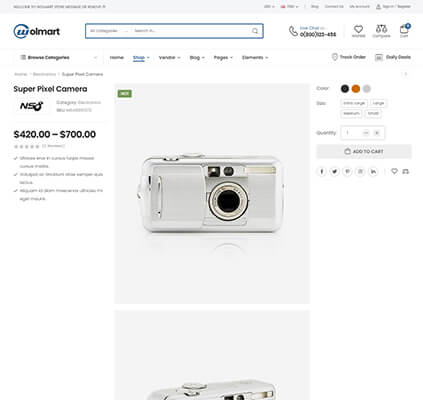 WELCOME TO WOLMART STORE MESSAGE OR REMOVE IT!
USD
ENG
Blog
Contact Us
My Account
Sign In / Register
Wolmart
All Categories
Search in...
Live Chat or:
0(800)123-456
Wishlist
Compare
Cart
Browse Categories
Home
Shop
Vendor
Blog
Pages
Elements
Track Order
Daily Deals
Home
Electronics
Super Pixel Camera
Super Pixel Camera
Category: Electronics
SKU:
$420.00 – $700.00
(3 Reviews)
Ultrices eros in cursus turpis massa
cursus mattis.
Volutpat ac tincidunt vitae semper quis
lectus.
Aliquam id diam maecenas ultricies mi
eget mauris.
HOT
Color:
Size:
Extra Large
Large
Medium
Small
Quantity:
1
ADD TO CART